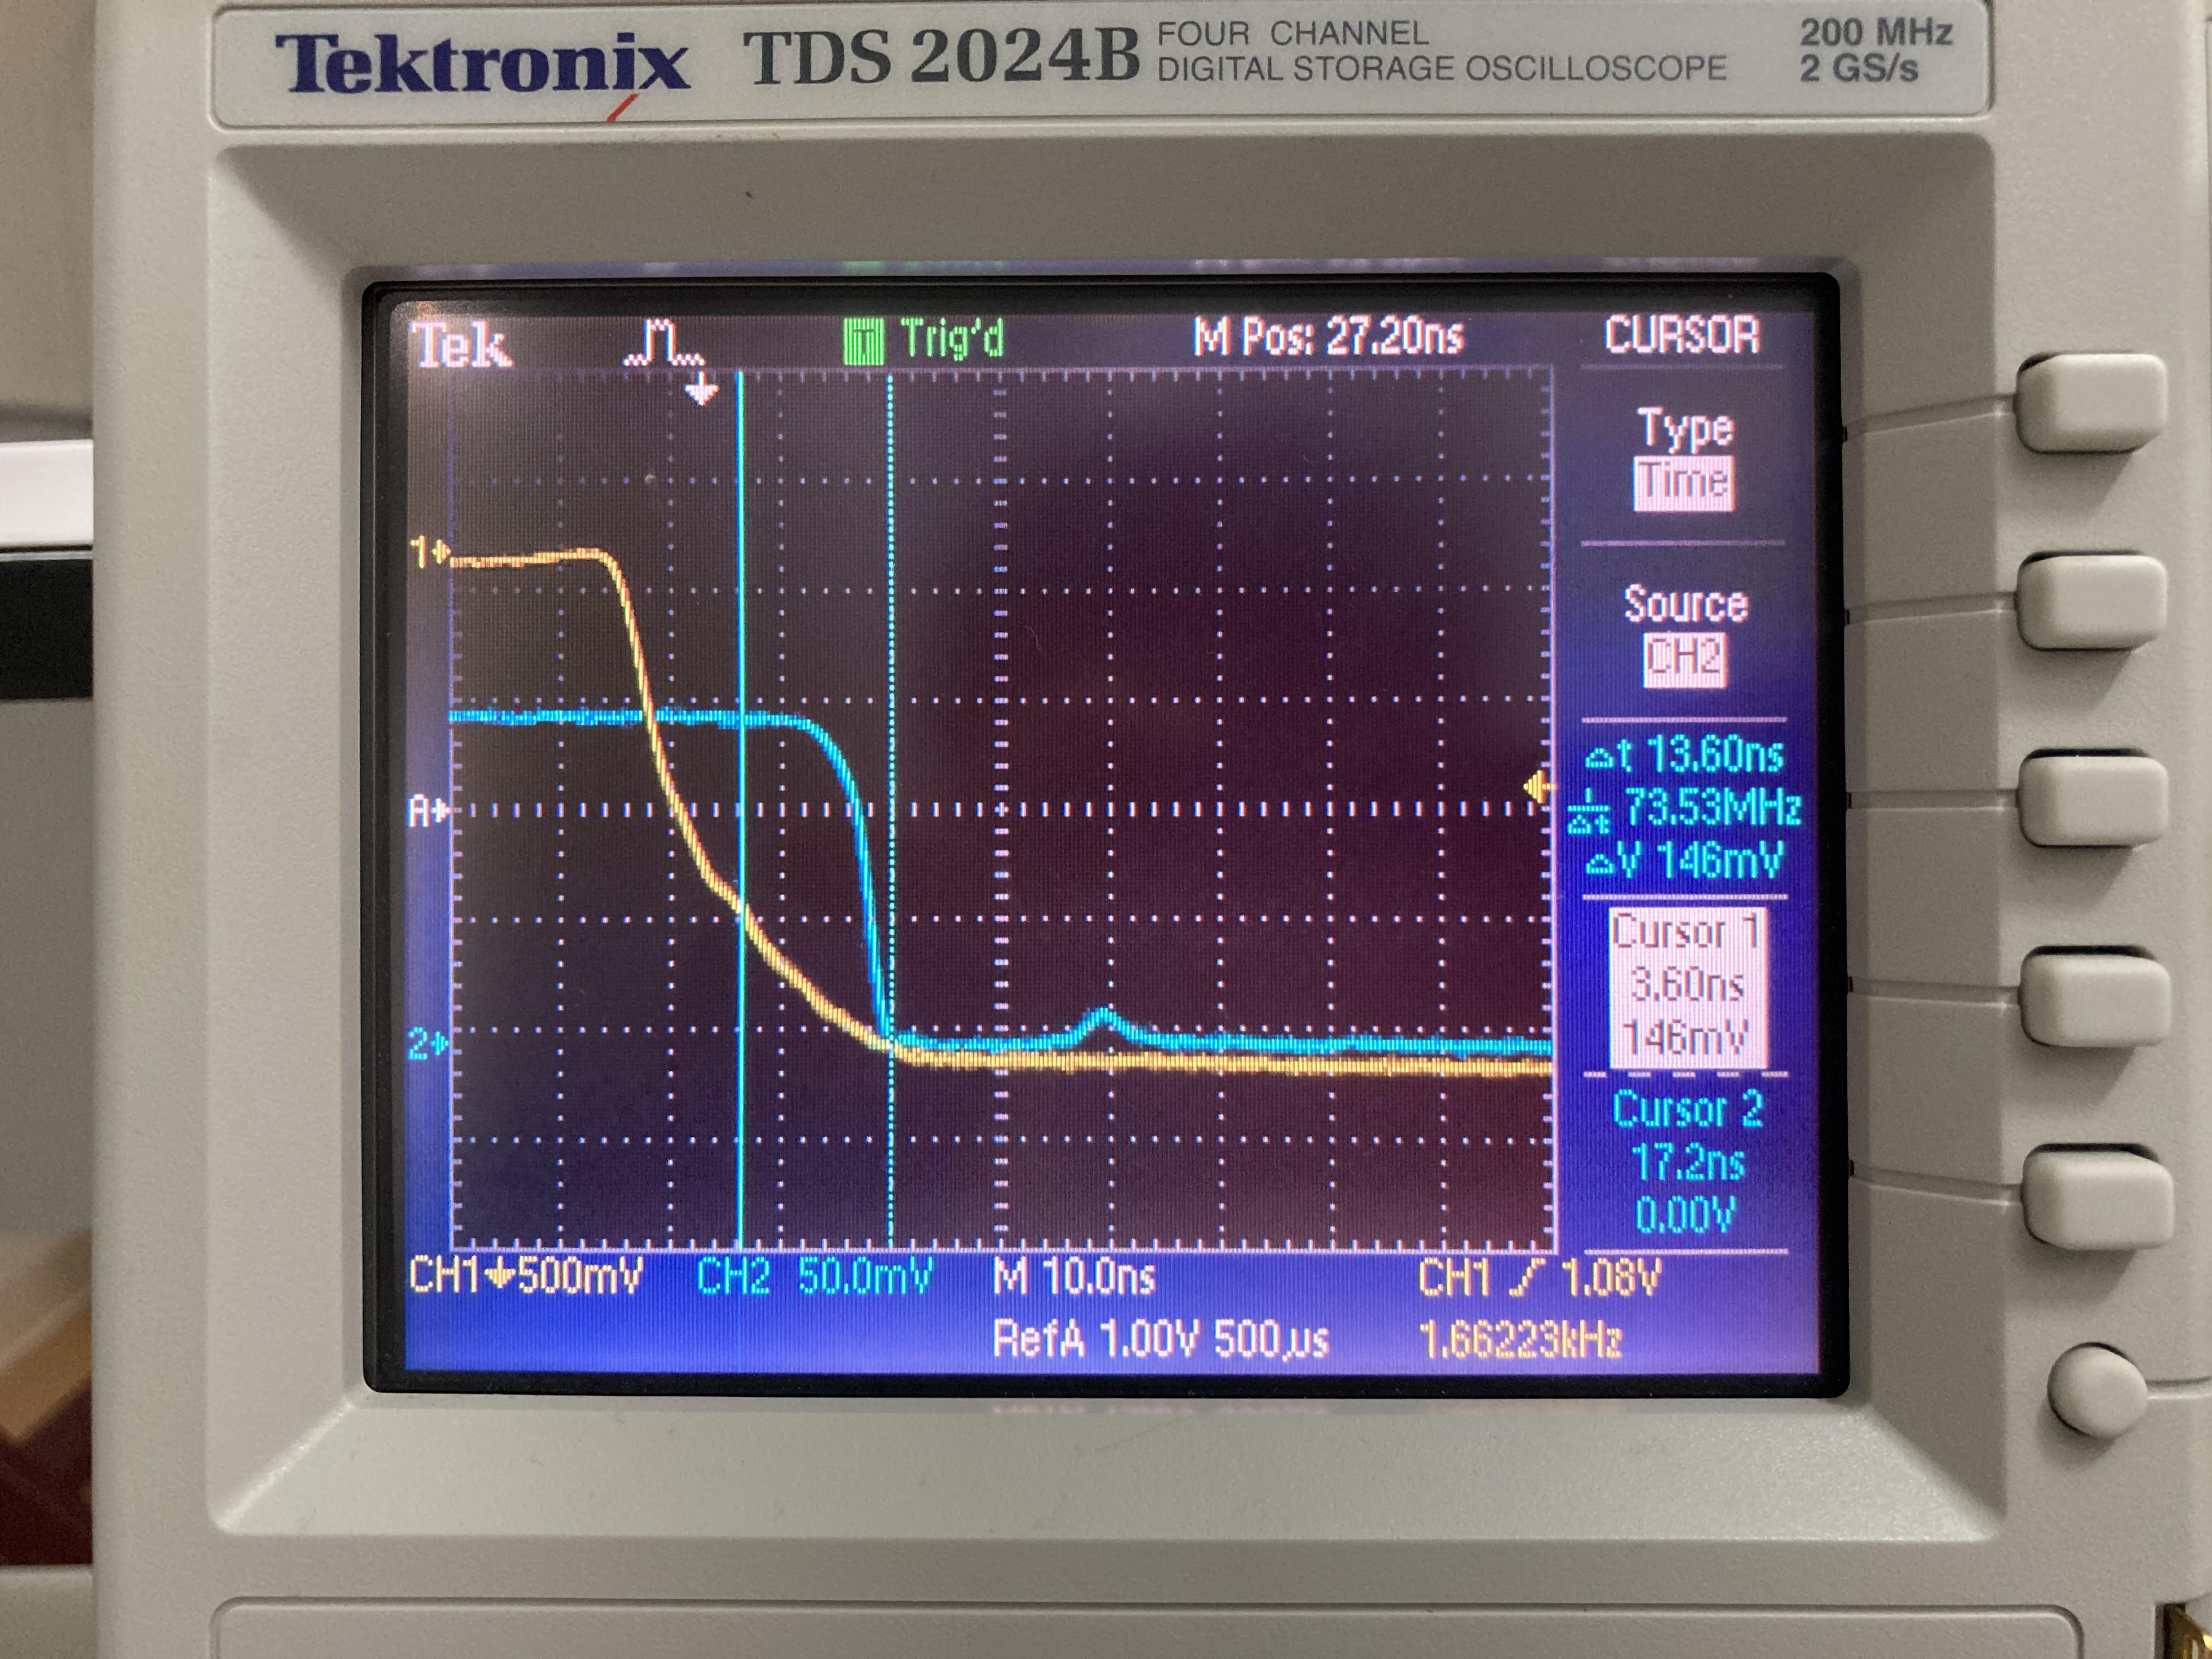 Tektronix TDS 2024B FOUR CHANNEL DIGITAL STORAGE OSCILLOSCOPE 200 MHz 2 GS/s
Tek T Trig'd M Pos: 27.20ns CURSOR
Type
Time
1
Source
CH2
Δt 13.60ns
A
1/Δt 73.53MHz
ΔV 146mV
Cursor 1
3.60ns
146mV
2
Cursor 2
17.2ns
0.00V
CH1 500mV CH2 50.0mV M 10.0ns CH1 1.08V
RefA 1.00V 500µs 1.66223kHz